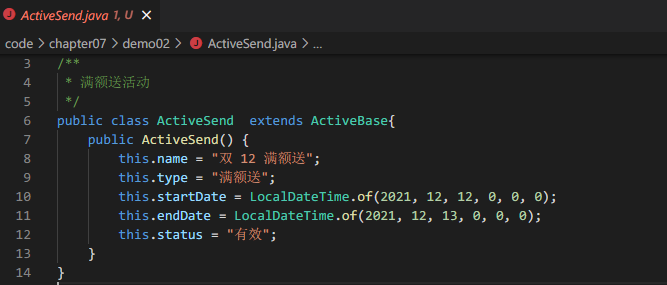 ActiveSend.java 1, U
code > chapter07 > demo02 > ActiveSend.java > ...
3 /**
4 * 满额送活动
5 */
6 public class ActiveSend  extends ActiveBase{
7 public ActiveSend() {
8 this.name = "双 12 满额送";
9 this.type = "满额送";
10 this.startDate = LocalDateTime.of(2021, 12, 12, 0, 0, 0);
11 this.endDate = LocalDateTime.of(2021, 12, 13, 0, 0, 0);
12 this.status = "有效";
13 }
14 }